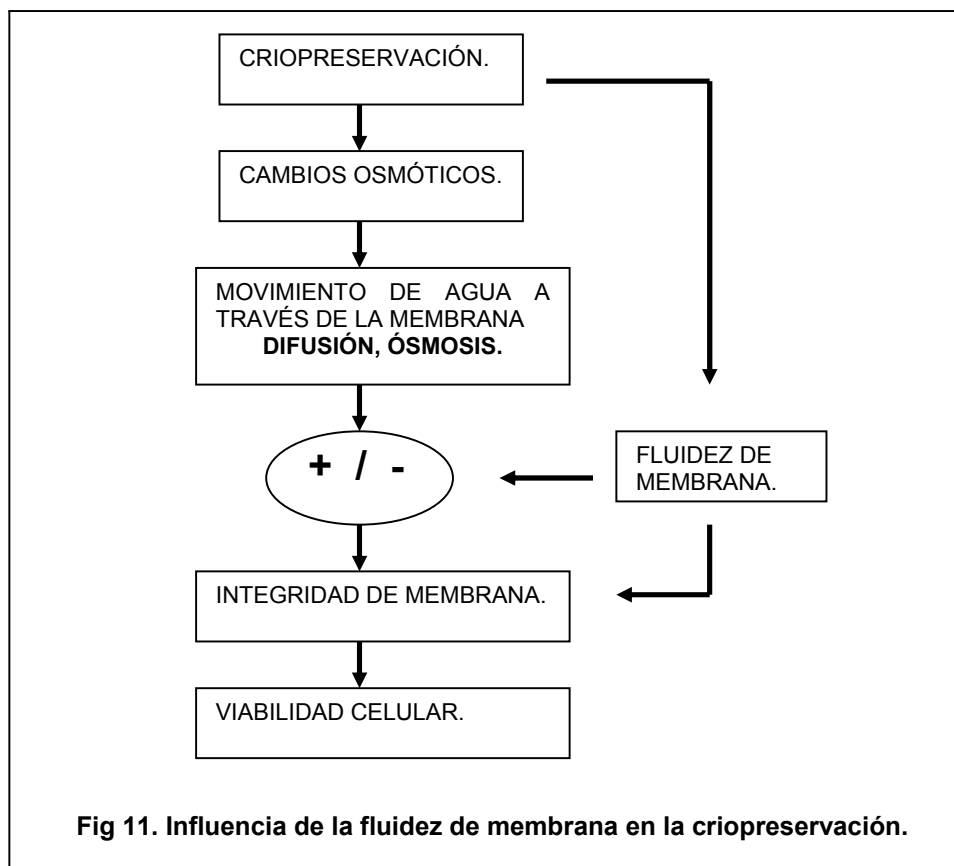 CRIOPRESERVACIÓN.
CAMBIOS OSMÓTICOS.
MOVIMIENTO DE AGUA A
TRAVÉS DE LA MEMBRANA
DIFUSIÓN, ÓSMOSIS.
+ / -
FLUIDEZ DE
MEMBRANA.
INTEGRIDAD DE MEMBRANA.
VIABILIDAD CELULAR.
Fig 11. Influencia de la fluidez de membrana en la criopreservación.